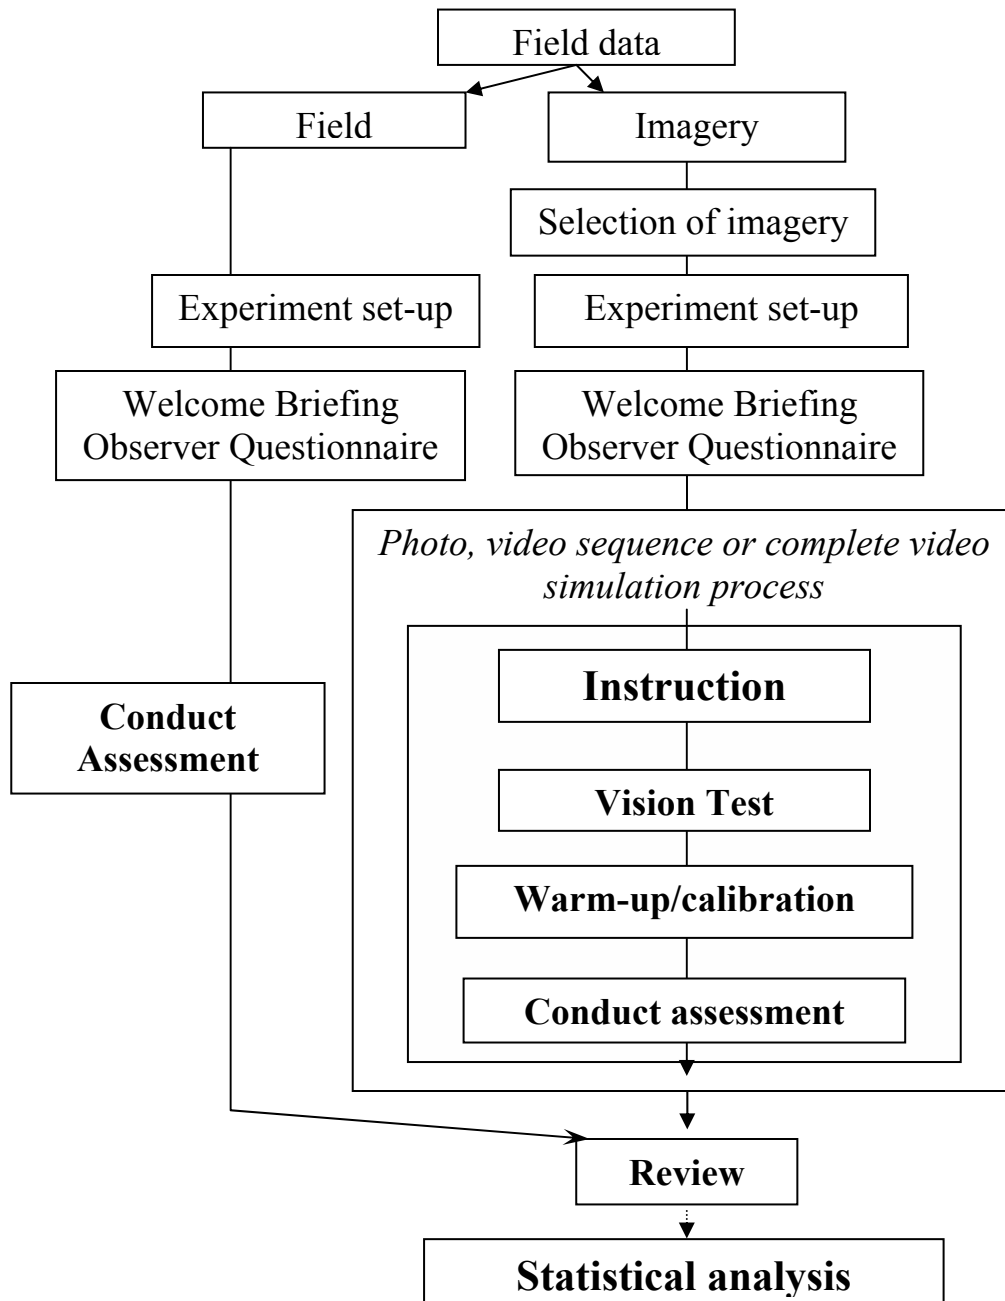 Field data
Field
Imagery
Selection of imagery
Experiment set-up
Experiment set-up
Welcome Briefing
Observer Questionnaire
Welcome Briefing
Observer Questionnaire
Photo, video sequence or complete video
simulation process
Instruction
Conduct
Assessment
Vision Test
Warm-up/calibration
Conduct assessment
Review
Statistical analysis